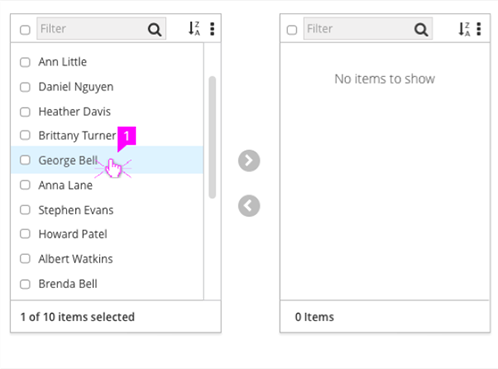 Filter
Ann Little
Daniel Nguyen
Heather Davis
Brittany Turner
1
George Bell
Anna Lane
Stephen Evans
Howard Patel
Albert Watkins
Brenda Bell
1 of 10 items selected
Filter
No items to show
0 Items